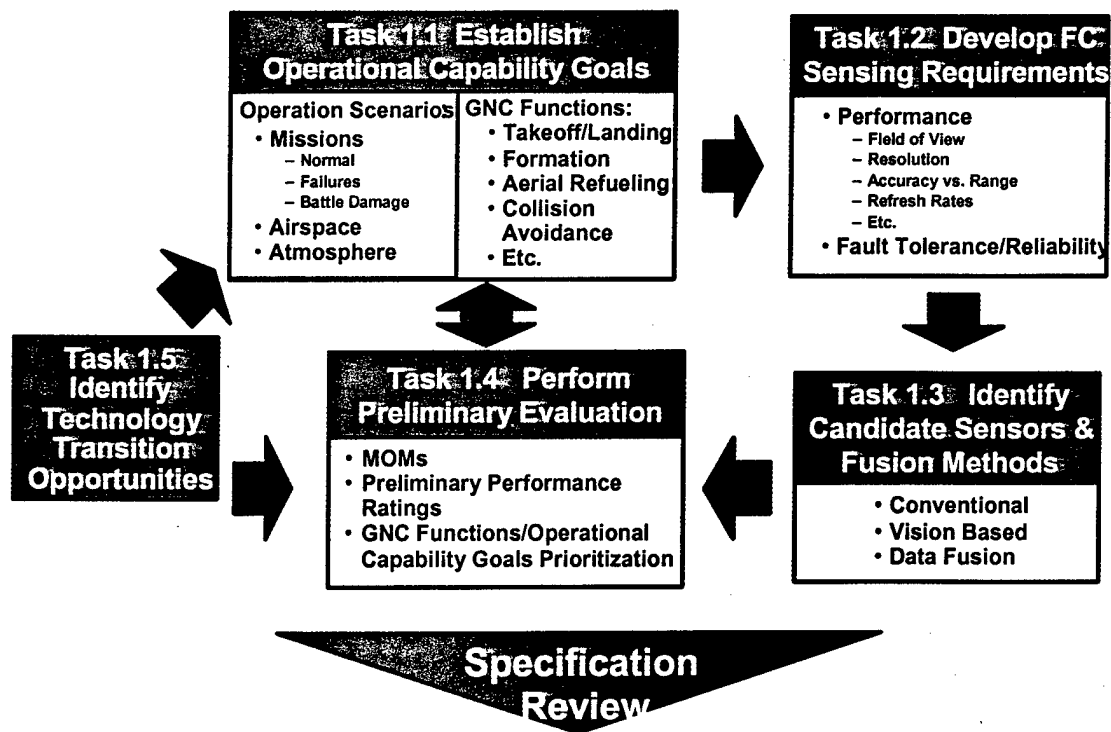 Task 1.1 Establish
Operational Capability Goals
Operation Scenarios
• Missions
– Normal
– Failures
– Battle Damage
• Airspace
• Atmosphere
GNC Functions:
• Takeoff/Landing
• Formation
• Aerial Refueling
• Collision
Avoidance
• Etc.
Task 1.2 Develop FC
Sensing Requirements
• Performance
– Field of View
– Resolution
– Accuracy vs. Range
– Refresh Rates
– Etc.
• Fault Tolerance/Reliability
Task 1.5
Identify
Technology
Transition
Opportunities
Task 1.4 Perform
Preliminary Evaluation
• MOMs
• Preliminary Performance
Ratings
• GNC Functions/Operational
Capability Goals Prioritization
Task 1.3 Identify
Candidate Sensors &
Fusion Methods
• Conventional
• Vision Based
• Data Fusion
Specification
Review